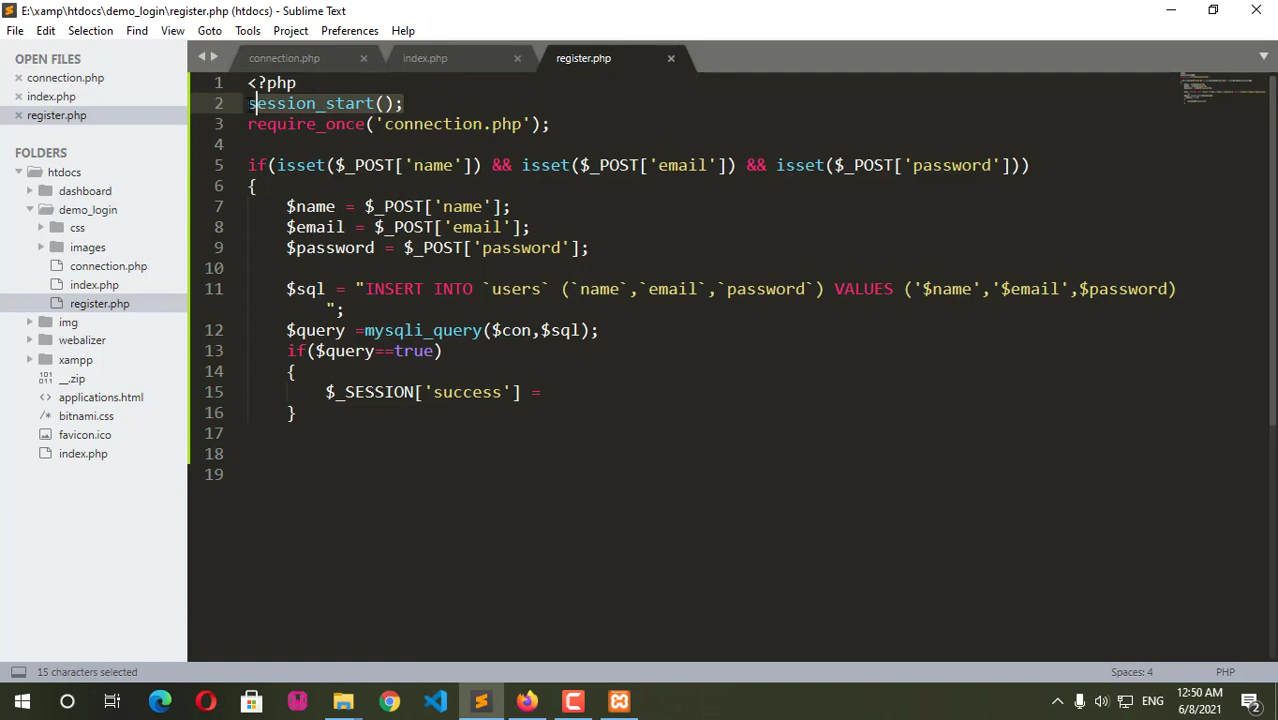 E:\xamp\htdocs\demo_login\register.php (htdocs) - Sublime Text
File Edit Selection Find View Goto Tools Project Preferences Help
OPEN FILES
connection.php
index.php
register.php
FOLDERS
htdocs
dashboard
demo_login
css
images
connection.php
index.php
register.php
img
webalizer
xampp
__.zip
applications.html
bitnami.css
favicon.ico
index.php
connection.php index.php register.php
1 <?php
2 session_start();
3 require_once('connection.php');
4
5 if(isset($_POST['name']) && isset($_POST['email']) && isset($_POST['password']))
6 {
7 $name = $_POST['name'];
8 $email = $_POST['email'];
9 $password = $_POST['password'];
10
11 $sql = "INSERT INTO `users` (`name`,`email`,`password`) VALUES ('$name','$email',$password)
";
12 $query =mysqli_query($con,$sql);
13 if($query==true)
14 {
15 $_SESSION['success'] =
16 }
17
18
19
15 characters selected
Spaces: 4 PHP
ENG
12:50 AM
6/8/2021
2